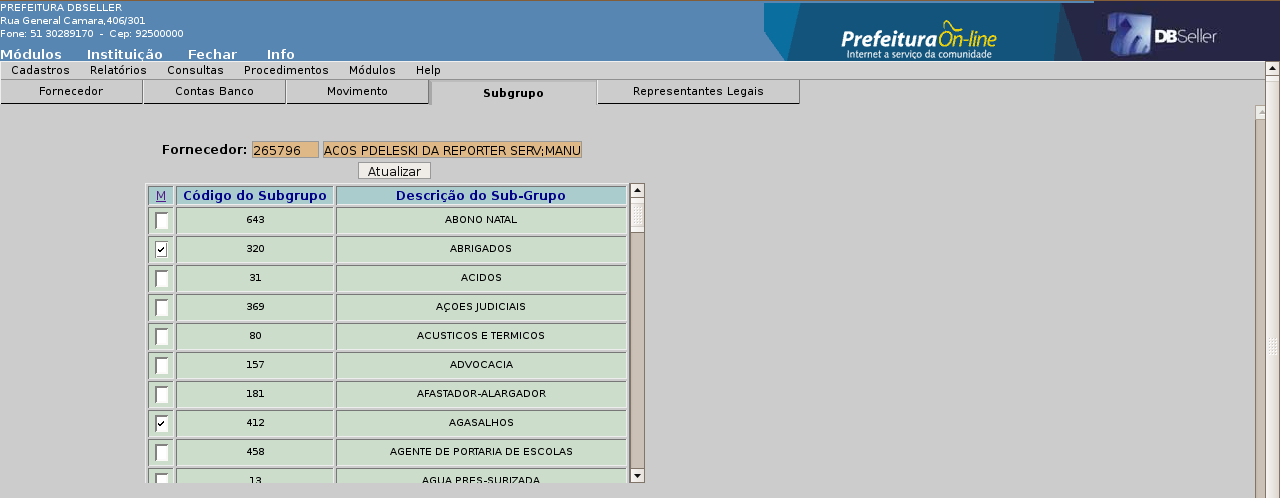 PREFEITURA DBSELLER
Rua General Camara,406/301
Fone: 51 30289170 - Cep: 92500000
Prefeitura On-line
Internet a serviço da comunidade
DBSeller
Módulos Instituição Fechar Info
Cadastros Relatórios Consultas Procedimentos Módulos Help
Fornecedor Contas Banco Movimento Subgrupo Representantes Legais
Fornecedor: 265796 ACOS PDELESKI DA REPORTER SERV;MANU
Atualizar
M Código do Subgrupo Descrição do Sub-Grupo
643 ABONO NATAL
320 ABRIGADOS
31 ACIDOS
369 AÇOES JUDICIAIS
80 ACUSTICOS E TERMICOS
157 ADVOCACIA
181 AFASTADOR-ALARGADOR
412 AGASALHOS
458 AGENTE DE PORTARIA DE ESCOLAS
13 AGUA PRES-SURIZADA